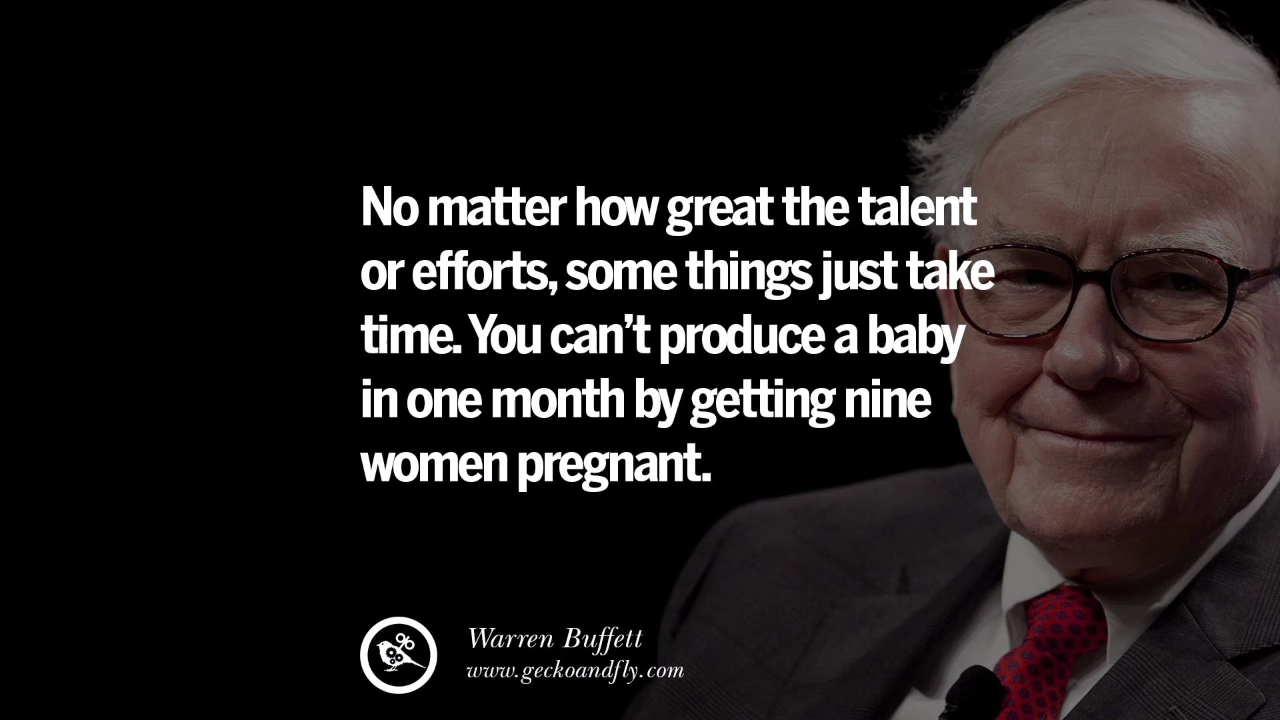 No matter how great the talent
or efforts, some things just take
time. You can’t produce a baby
in one month by getting nine
women pregnant.
Warren Buffett
www.geckoandfly.com